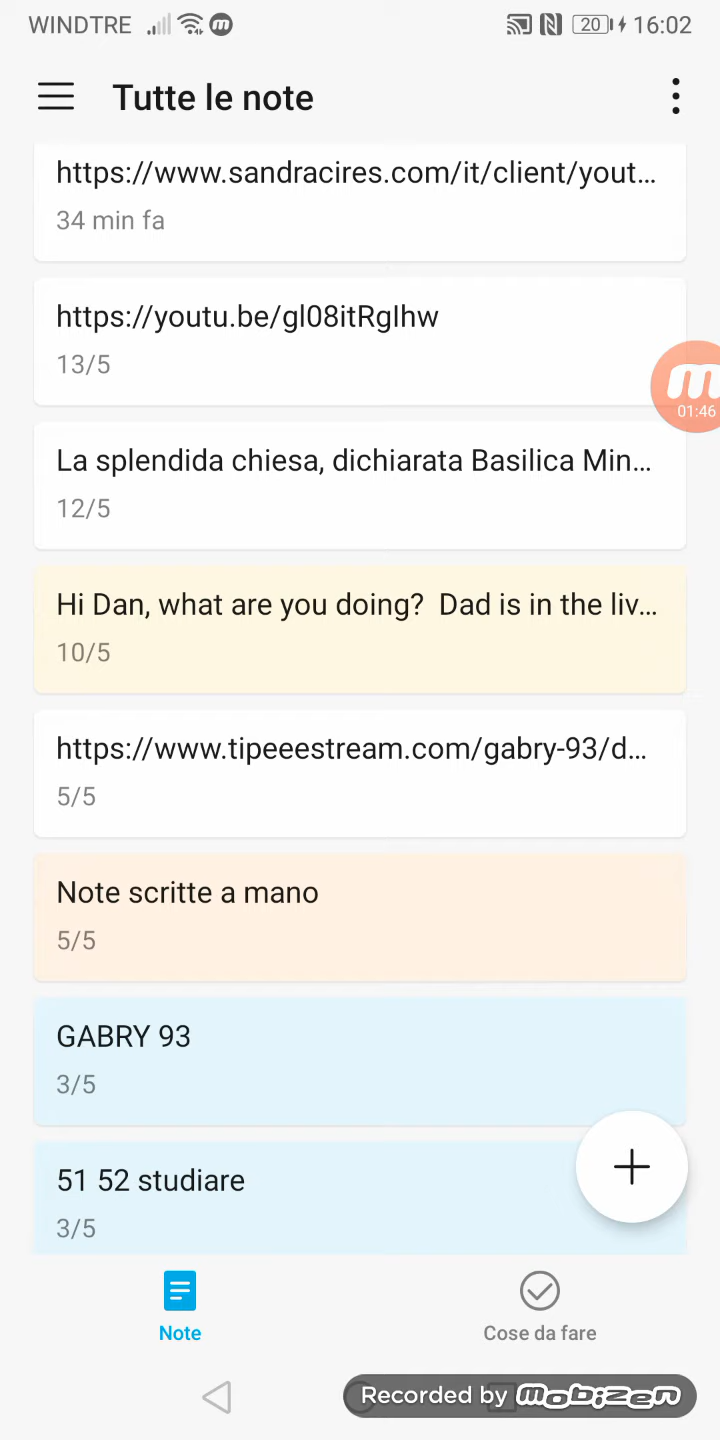 WINDTRE 20 16:02
Tutte le note
https://www.sandracires.com/it/client/yout...
34 min fa
https://youtu.be/gl08itRgIhw
13/5
01:46
La splendida chiesa, dichiarata Basilica Min...
12/5
Hi Dan, what are you doing?  Dad is in the liv...
10/5
https://www.tipeeestream.com/gabry-93/d...
5/5
Note scritte a mano
5/5
GABRY 93
3/5
51 52 studiare
3/5
Note
Cose da fare
Recorded by mobizen